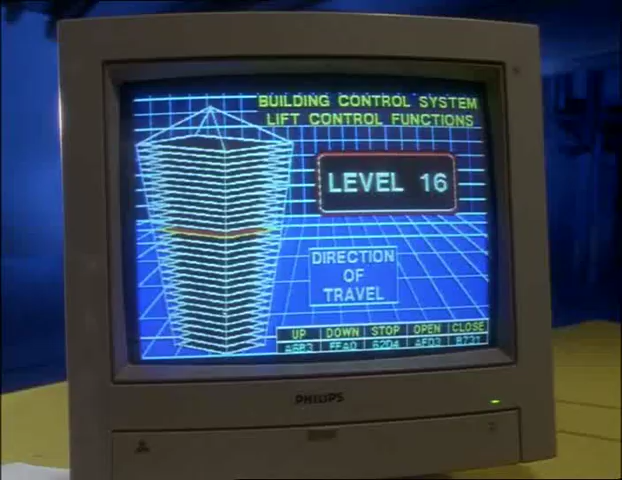 BUILDING CONTROL SYSTEM
LIFT CONTROL FUNCTIONS
LEVEL 16
DIRECTION
OF
TRAVEL
UP DOWN STOP OPEN CLOSE
PHILIPS